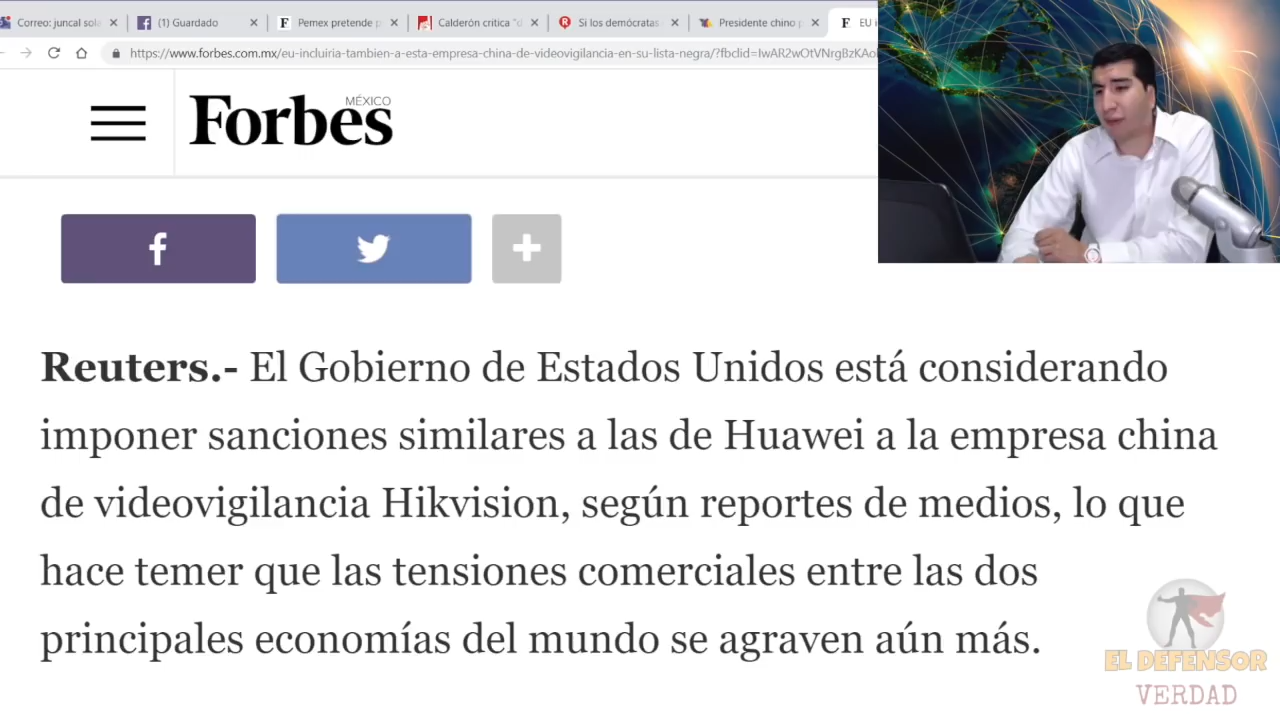 Correo: juncal sole
(1) Guardado
Pemex pretende p
Calderón critica "d
Si los demócratas
Presidente chino p
EU i
https://www.forbes.com.mx/eu-incluiria-tambien-a-esta-empresa-china-de-videovigilancia-en-su-lista-negra/?fbclid=IwAR2wOtVNrgBzKAo
MÉXICO
Forbes
Reuters.- El Gobierno de Estados Unidos está considerando
imponer sanciones similares a las de Huawei a la empresa china
de videovigilancia Hikvision, según reportes de medios, lo que
hace temer que las tensiones comerciales entre las dos
principales economías del mundo se agraven aún más.
EL DEFENSOR
VERDAD